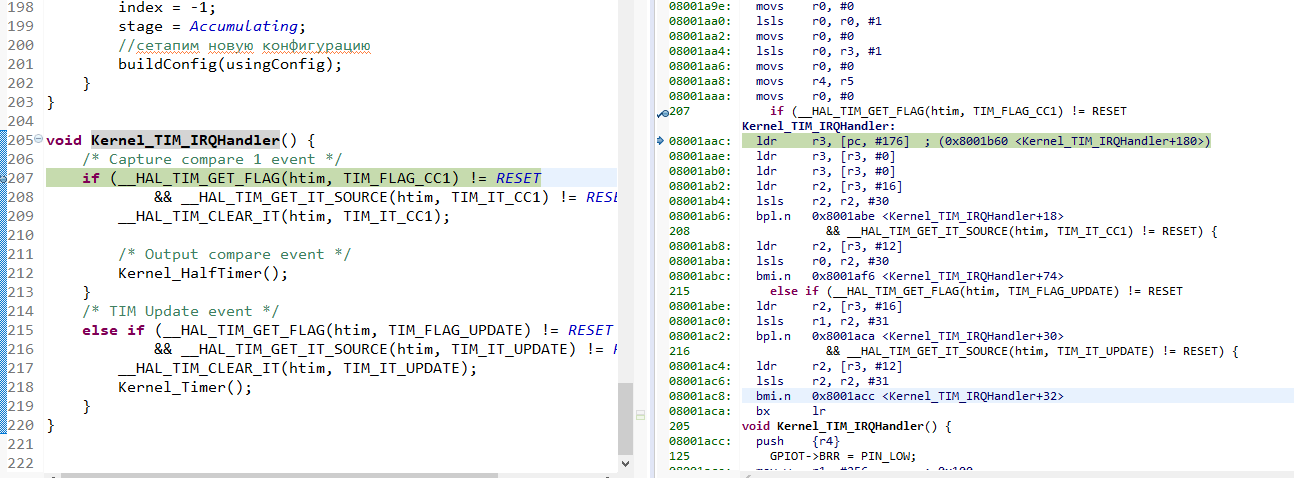 198 index = -1;
199 stage = Accumulating;
200 //сетапим новую конфигурацию
201 buildConfig(usingConfig);
202 }
203 }
204
205 void Kernel_TIM_IRQHandler() {
206 /* Capture compare 1 event */
207 if (__HAL_TIM_GET_FLAG(htim, TIM_FLAG_CC1) != RESET
208 && __HAL_TIM_GET_IT_SOURCE(htim, TIM_IT_CC1) != RESE
209 __HAL_TIM_CLEAR_IT(htim, TIM_IT_CC1);
210
211 /* Output compare event */
212 Kernel_HalfTimer();
213 }
214 /* TIM Update event */
215 else if (__HAL_TIM_GET_FLAG(htim, TIM_FLAG_UPDATE) != RESET
216 && __HAL_TIM_GET_IT_SOURCE(htim, TIM_IT_UPDATE) != R
217 __HAL_TIM_CLEAR_IT(htim, TIM_IT_UPDATE);
218 Kernel_Timer();
219 }
220 }
221
222
08001a9e: movs r0, #0
08001aa0: lsls r0, r0, #1
08001aa2: movs r0, #0
08001aa4: lsls r0, r3, #1
08001aa6: movs r0, #0
08001aa8: movs r4, r5
08001aaa: movs r0, #0
207 if (__HAL_TIM_GET_FLAG(htim, TIM_FLAG_CC1) != RESET
Kernel_TIM_IRQHandler:
08001aac: ldr r3, [pc, #176] ; (0x8001b60 <Kernel_TIM_IRQHandler+180>)
08001aae: ldr r3, [r3, #0]
08001ab0: ldr r3, [r3, #0]
08001ab2: ldr r2, [r3, #16]
08001ab4: lsls r2, r2, #30
08001ab6: bpl.n 0x8001abe <Kernel_TIM_IRQHandler+18>
208 && __HAL_TIM_GET_IT_SOURCE(htim, TIM_IT_CC1) != RESET) {
08001ab8: ldr r2, [r3, #12]
08001aba: lsls r0, r2, #30
08001abc: bmi.n 0x8001af6 <Kernel_TIM_IRQHandler+74>
215 else if (__HAL_TIM_GET_FLAG(htim, TIM_FLAG_UPDATE) != RESET
08001abe: ldr r2, [r3, #16]
08001ac0: lsls r1, r2, #31
08001ac2: bpl.n 0x8001aca <Kernel_TIM_IRQHandler+30>
216 && __HAL_TIM_GET_IT_SOURCE(htim, TIM_IT_UPDATE) != RESET) {
08001ac4: ldr r2, [r3, #12]
08001ac6: lsls r2, r2, #31
08001ac8: bmi.n 0x8001acc <Kernel_TIM_IRQHandler+32>
08001aca: bx lr
205 void Kernel_TIM_IRQHandler() {
08001acc: push {r4}
125 GPIOT->BRR = PIN_LOW;